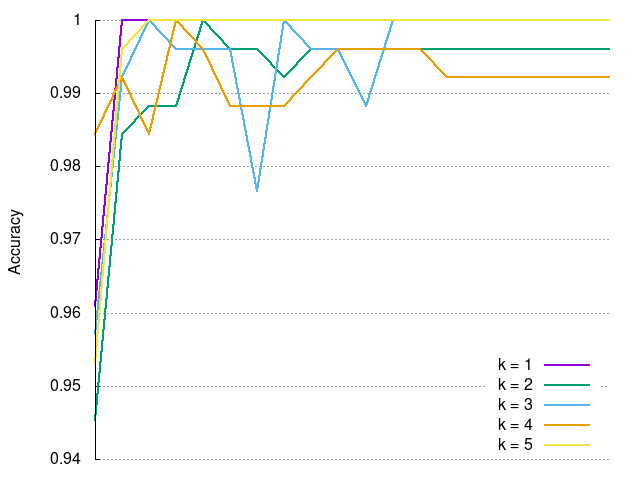 1
0.99
0.98
0.97
0.96
0.95
0.94
Accuracy
k = 1
k = 2
k = 3
k = 4
k = 5